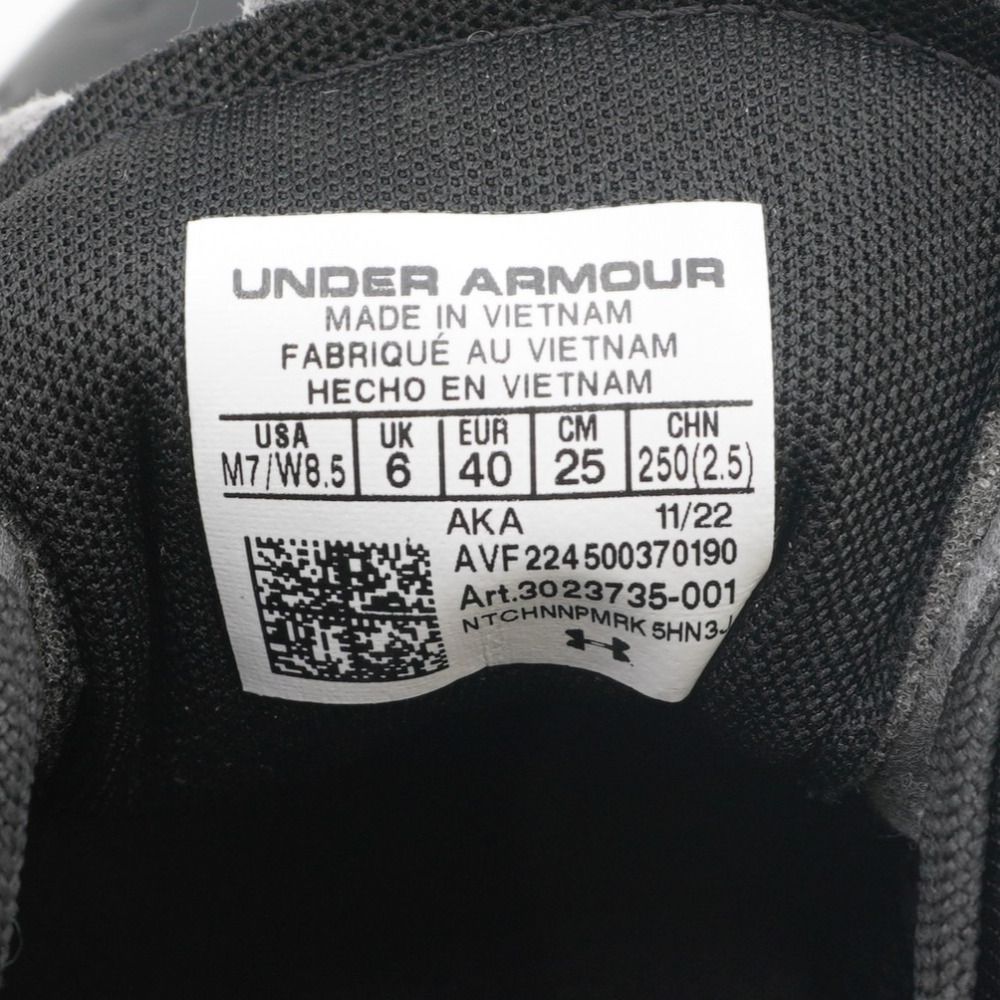 UNDER ARMOUR
MADE IN VIETNAM
FABRIQUÉ AU VIETNAM
HECHO EN VIETNAM
USA UK EUR CM CHN
M7/W8.5 6 40 25 250(2.5)
AKA 11/22
AVF 224500370190
Art.3023735-001
NTCHNNPMRK 5HN3J